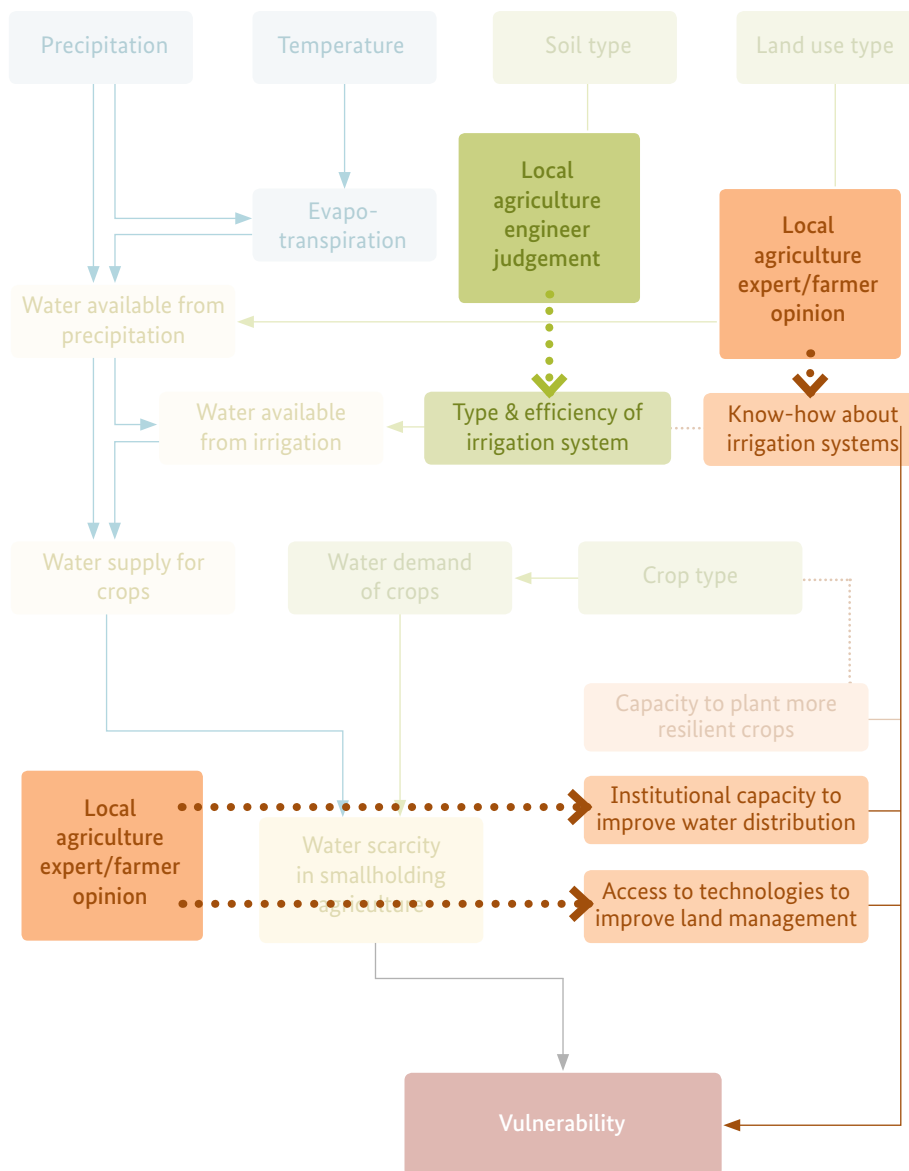 Precipitation
Temperature
Soil type
Land use type
Local
agriculture
engineer
judgement
Evapo-
transpiration
Local
agriculture
expert/farmer
opinion
Water available from
precipitation
Water available
from irrigation
Type & efficiency of
irrigation system
Know-how about
irrigation systems
Water supply for
crops
Water demand
of crops
Crop type
Capacity to plant more
resilient crops
Local
agriculture
expert/farmer
opinion
Institutional capacity to
improve water distribution
Water scarcity
in smallholding
agriculture
Access to technologies to
improve land management
Vulnerability